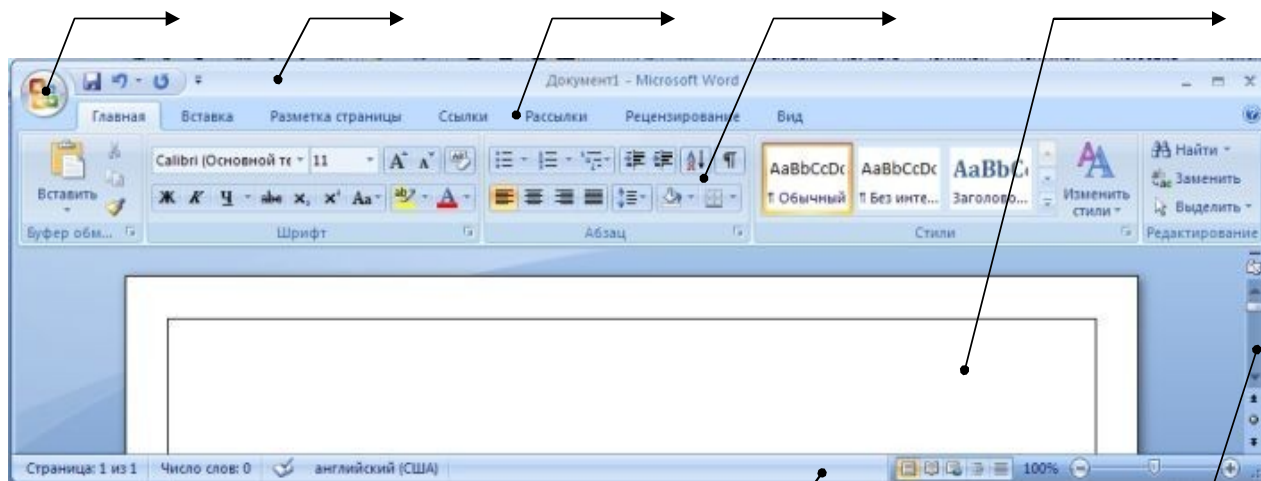 Документ1 - Microsoft Word
Главная Вставка Разметка страницы Ссылки Рассылки Рецензирование Вид
Calibri (Основной те 11
Найти
Заменить
Выделить
Вставить
Ж К Ч abe x, x' Aa A
AaBbCcDc AaBbCcDc AaBbC
¶ Обычный ¶ Без инте... Заголово...
Изменить
стили
Буфер обм... Шрифт Абзац Стили Редактирование
Страница: 1 из 1 Число слов: 0 английский (США) 100%